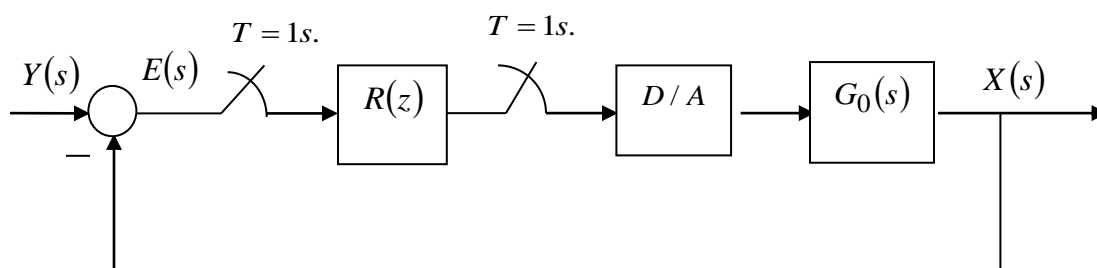 T = 1s.
T = 1s.
Y(s)
E(s)
R(z)
D / A
G₀(s)
X(s)
−